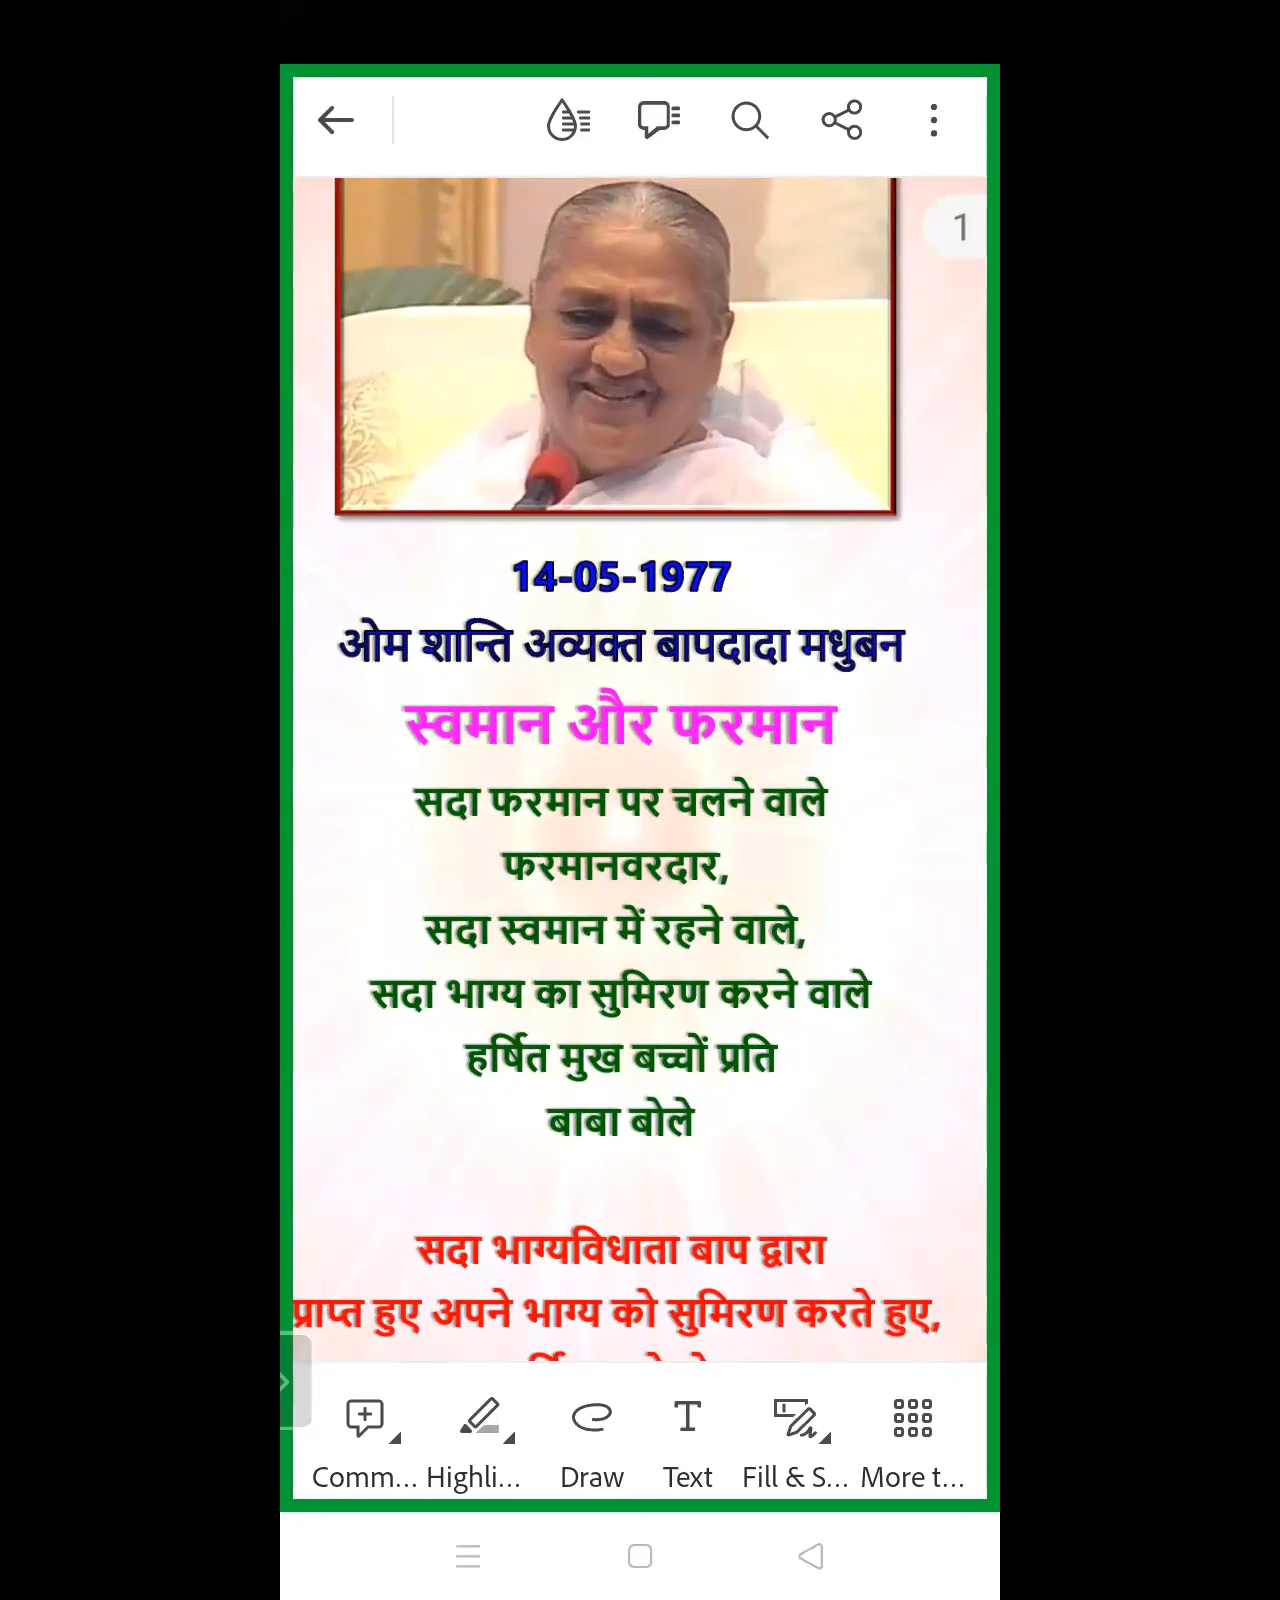 1
14-05-1977
ओम शान्ति अव्यक्त बापदादा मधुबन
स्वमान और फरमान
सदा फरमान पर चलने वाले
फरमानवरदार,
सदा स्वमान में रहने वाले,
सदा भाग्य का सुमिरण करने वाले
हर्षित मुख बच्चों प्रति
बाबा बोले
सदा भाग्यविधाता बाप द्वारा
प्राप्त हुए अपने भाग्य को सुमिरण करते हुए,
Comm... Highli... Draw Text Fill & S... More t...